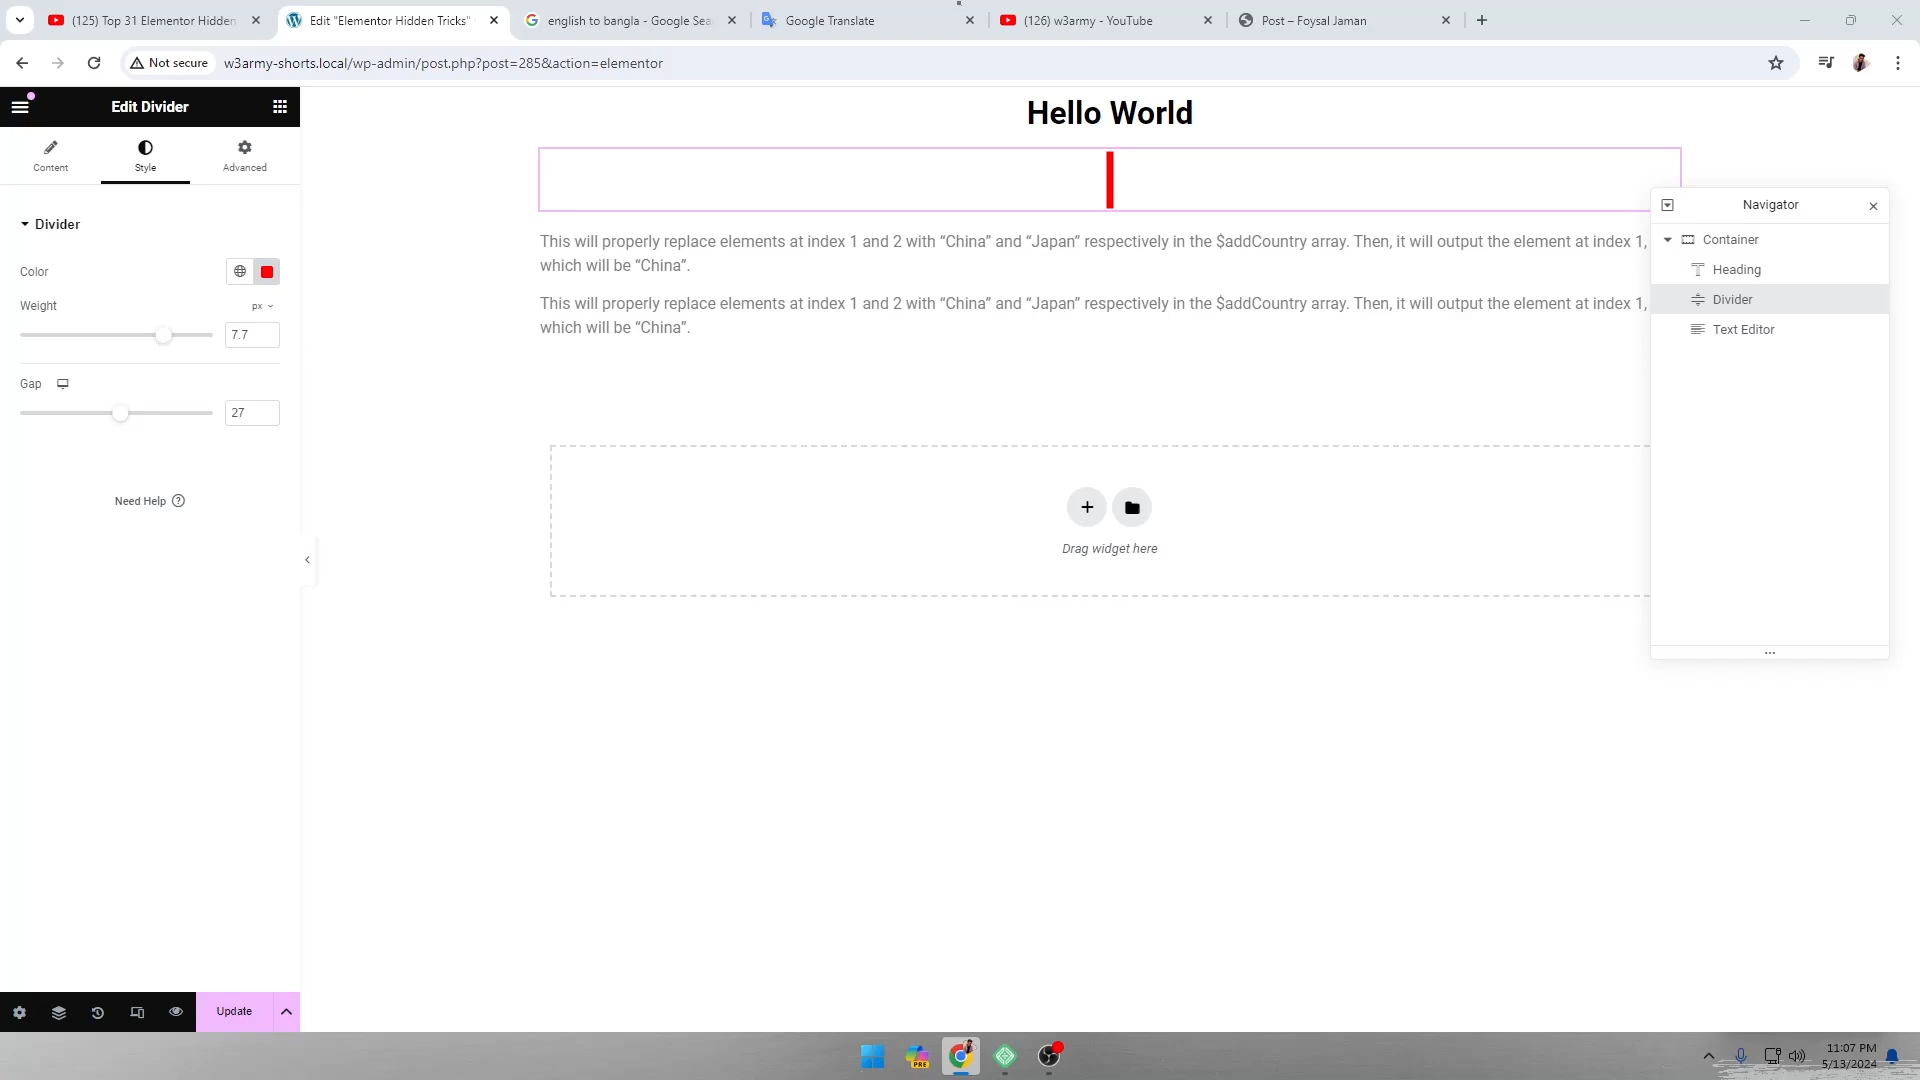 (125) Top 31 Elementor Hidden
Edit "Elementor Hidden Tricks"
english to bangla - Google Sea
Google Translate
(126) w3army - YouTube
Post – Foysal Jaman
Not secure
w3army-shorts.local/wp-admin/post.php?post=285&action=elementor
Edit Divider
Content
Style
Advanced
Divider
Color
Weight
px
7.7
Gap
27
Need Help
Update
Hello World
This will properly replace elements at index 1 and 2 with “China” and “Japan” respectively in the $addCountry array. Then, it will output the element at index 1,
which will be “China”.
This will properly replace elements at index 1 and 2 with “China” and “Japan” respectively in the $addCountry array. Then, it will output the element at index 1,
which will be “China”.
Drag widget here
Navigator
Container
Heading
Divider
Text Editor
PRE
11:07 PM
5/13/2024